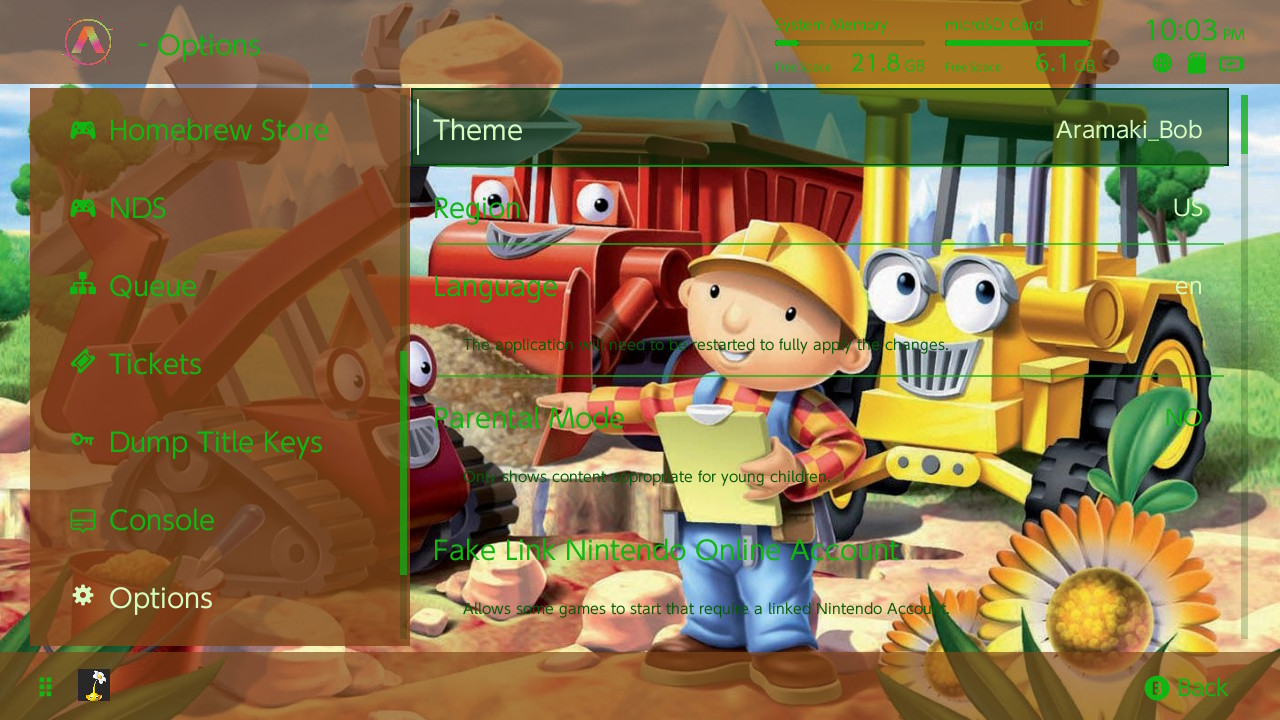 - Options
System Memory
microSD Card
10:03 PM
Free Space 21.8 GB
Free Space 6.1 GB
Homebrew Store
NDS
Queue
Tickets
Dump Title Keys
Console
Options
Theme Aramaki_Bob
Region US
Language en
The application will need to be restarted to fully apply the changes.
Parental Mode NO
Only shows content appropriate for young children.
Fake Link Nintendo Online Account
Allows some games to start that require a linked Nintendo Account.
B Back